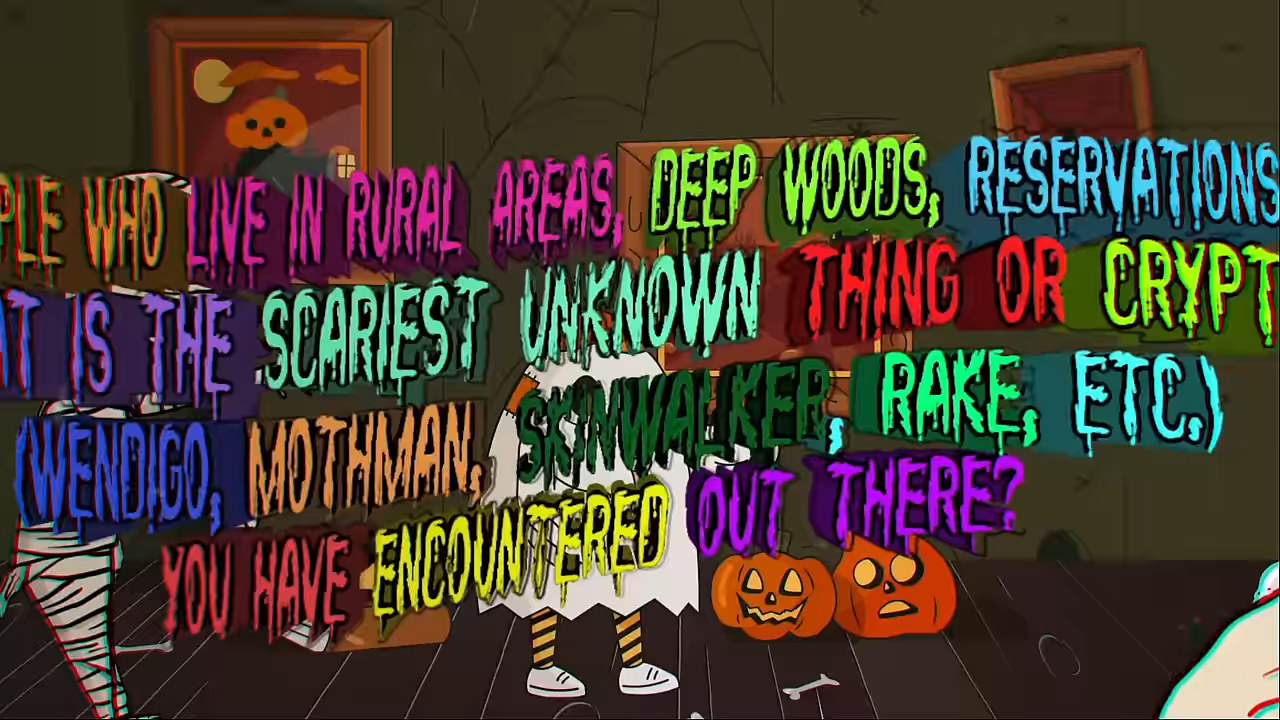 PLE WHO LIVE IN RURAL AREAS, DEEP WOODS, RESERVATIONS
AT IS THE SCARIEST UNKNOWN THING OR CRYPT
(WENDIGO, MOTHMAN, SKINWALKER, RAKE, ETC.)
YOU HAVE ENCOUNTERED OUT THERE?